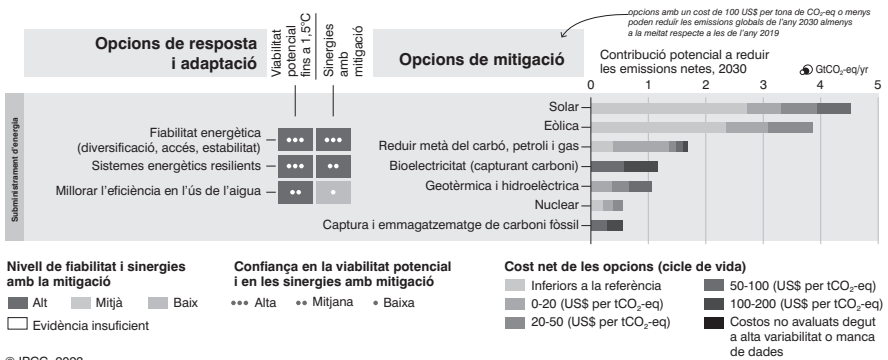 opcions amb un cost de 100 US$ per tona de CO₂-eq o menys
poden reduir les emissions globals de l’any 2030 almenys
a la meitat respecte a les de l’any 2019
Opcions de resposta
i adaptació
Viabilitat
potencial
fins a 1,5°C
Sinergies
amb
mitigació
Opcions de mitigació
Contribució potencial a reduir
les emissions netes, 2030
GtCO₂-eq/yr
0 1 2 3 4 5
Subministrament d’energia
Fiabilitat energètica
(diversificació, accés, estabilitat)
Sistemes energètics resilients
Millorar l’eficiència en l’ús de l’aigua
Solar
Eòlica
Reduir metà del carbó, petroli i gas
Bioelectricitat (capturant carboni)
Geotèrmica i hidroelèctrica
Nuclear
Captura i emmagatzematge de carboni fòssil
Nivell de fiabilitat i sinergies
amb la mitigació
Alt Mitjà Baix
Evidència insuficient
Confiança en la viabilitat potencial
i en les sinergies amb mitigació
••• Alta •• Mitjana • Baixa
Cost net de les opcions (cicle de vida)
Inferiors a la referència
0-20 (US$ per tCO₂-eq)
20-50 (US$ per tCO₂-eq)
50-100 (US$ per tCO₂-eq)
100-200 (US$ per tCO₂-eq)
Costos no avaluats degut
a alta variabilitat o manca
de dades